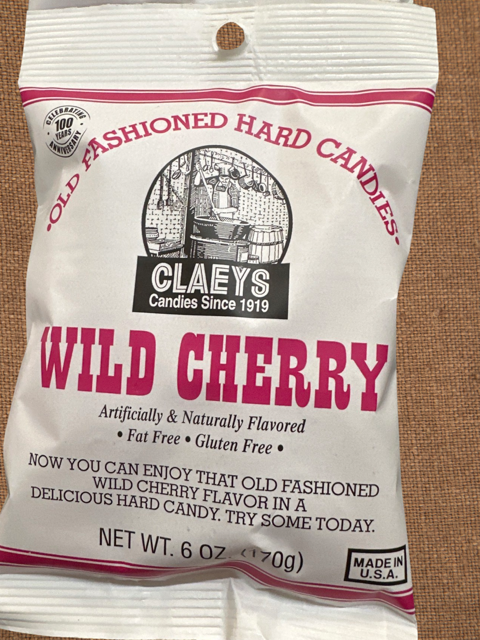 CELEBRATING
100
YEARS
ANNIVERSARY
•OLD FASHIONED HARD CANDIES•
CLAEYS
Candies Since 1919
WILD CHERRY
Artificially & Naturally Flavored
• Fat Free • Gluten Free •
NOW YOU CAN ENJOY THAT OLD FASHIONED
WILD CHERRY FLAVOR IN A
DELICIOUS HARD CANDY. TRY SOME TODAY.
NET WT. 6 OZ. (170g)
MADE IN
U.S.A.